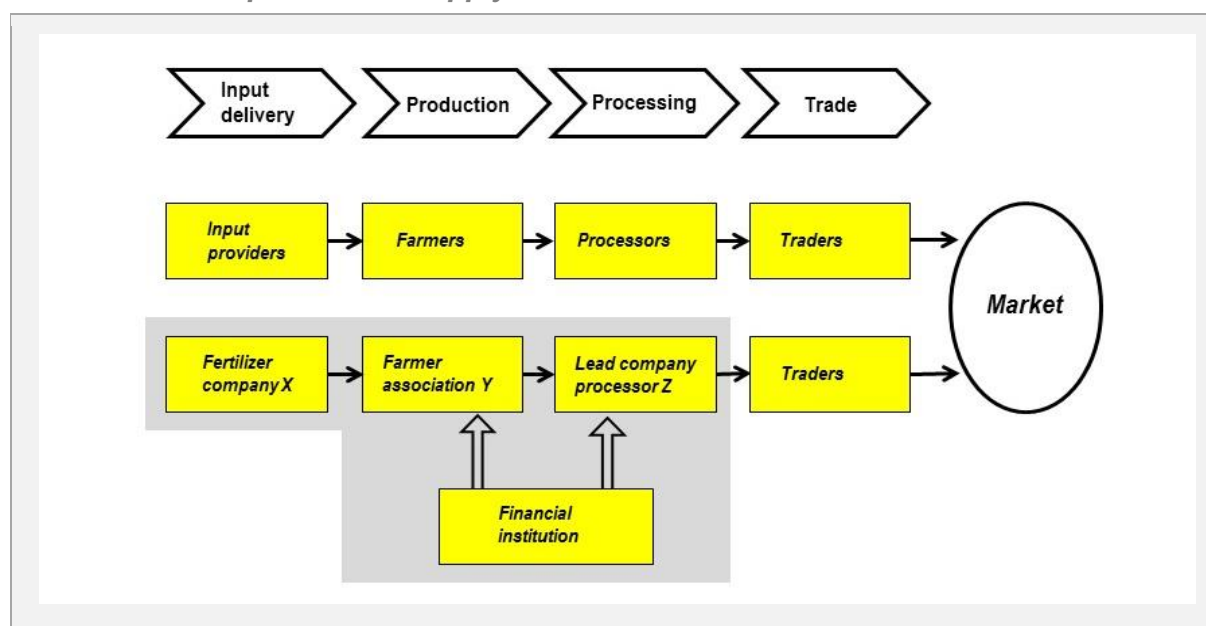 Input
delivery
Production
Processing
Trade
Input
providers
Farmers
Processors
Traders
Market
Fertilizer
company X
Farmer
association Y
Lead company
processor Z
Traders
Financial
institution